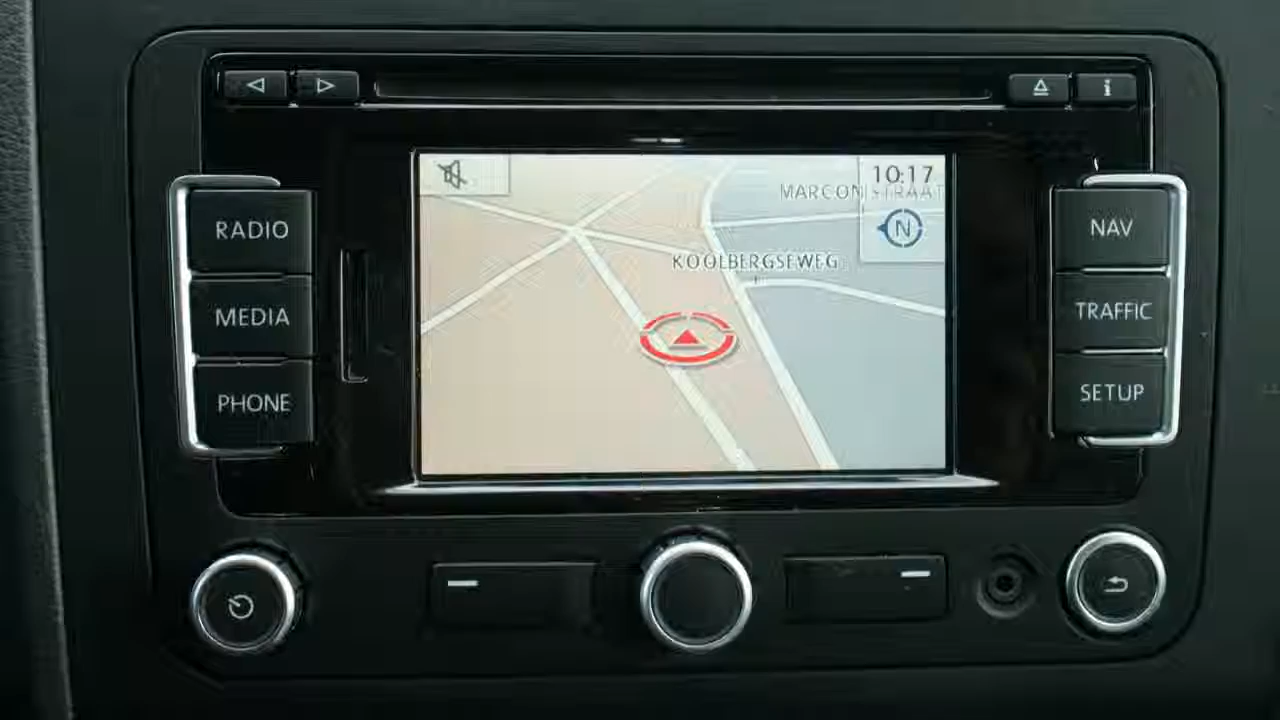 i
10:17
MARCONISTRAAT
N
KOOLBERGSEWEG
RADIO
MEDIA
PHONE
NAV
TRAFFIC
SETUP